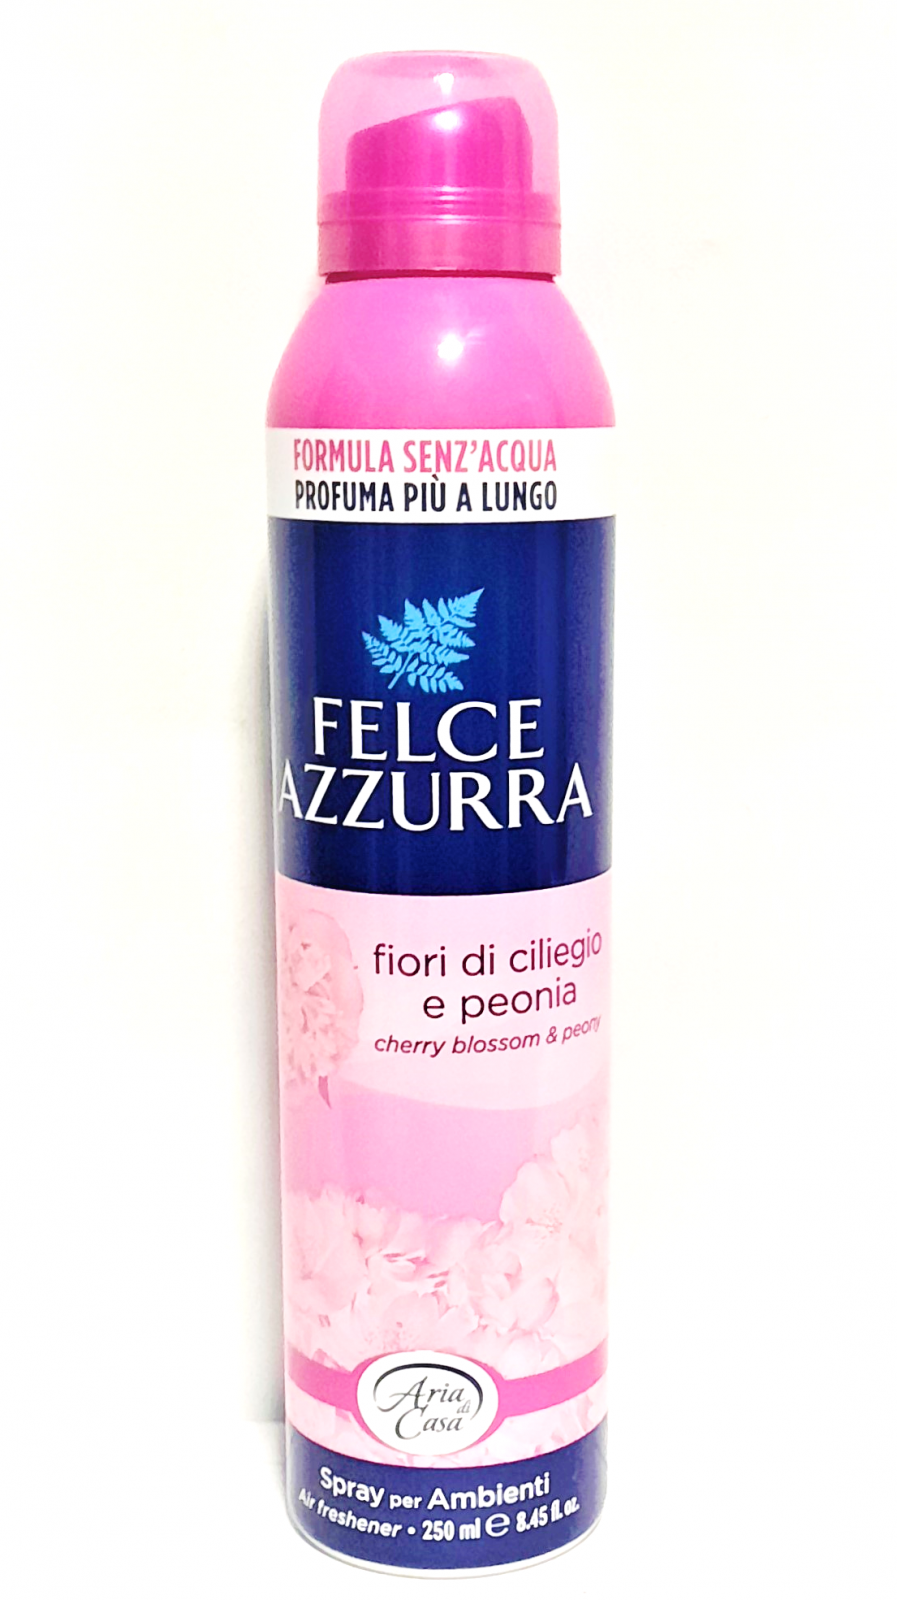 FORMULA SENZ'ACQUA
PROFUMA PIÙ A LUNGO
FELCE
AZZURRA
fiori di ciliegio
e peonia
cherry blossom & peony
Aria di
Casa
Spray per Ambienti
Air freshener • 250 ml e 8.45 fl. oz.